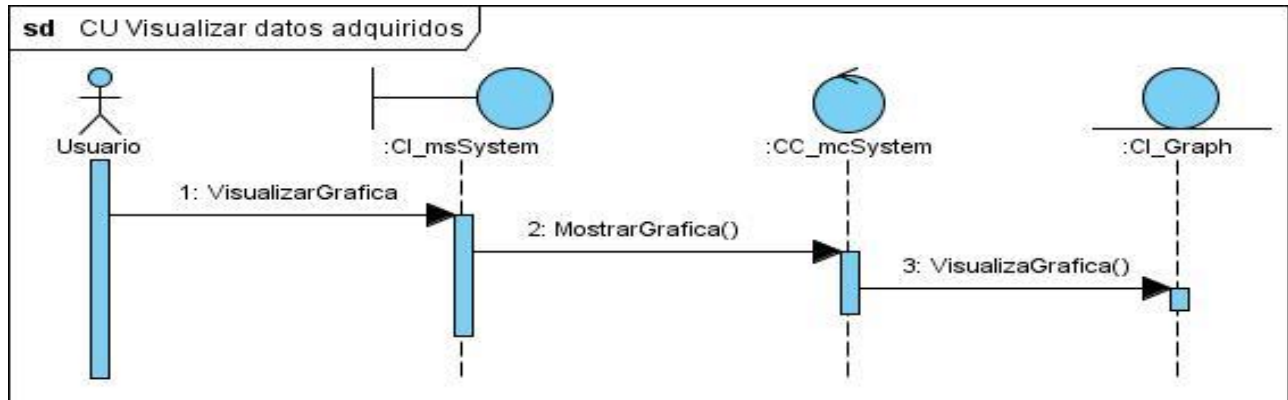 sd CU Visualizar datos adquiridos
Usuario
:CI_msSystem
:CC_mcSystem
:CI_Graph
1: VisualizarGrafica
2: MostrarGrafica()
3: VisualizaGrafica()